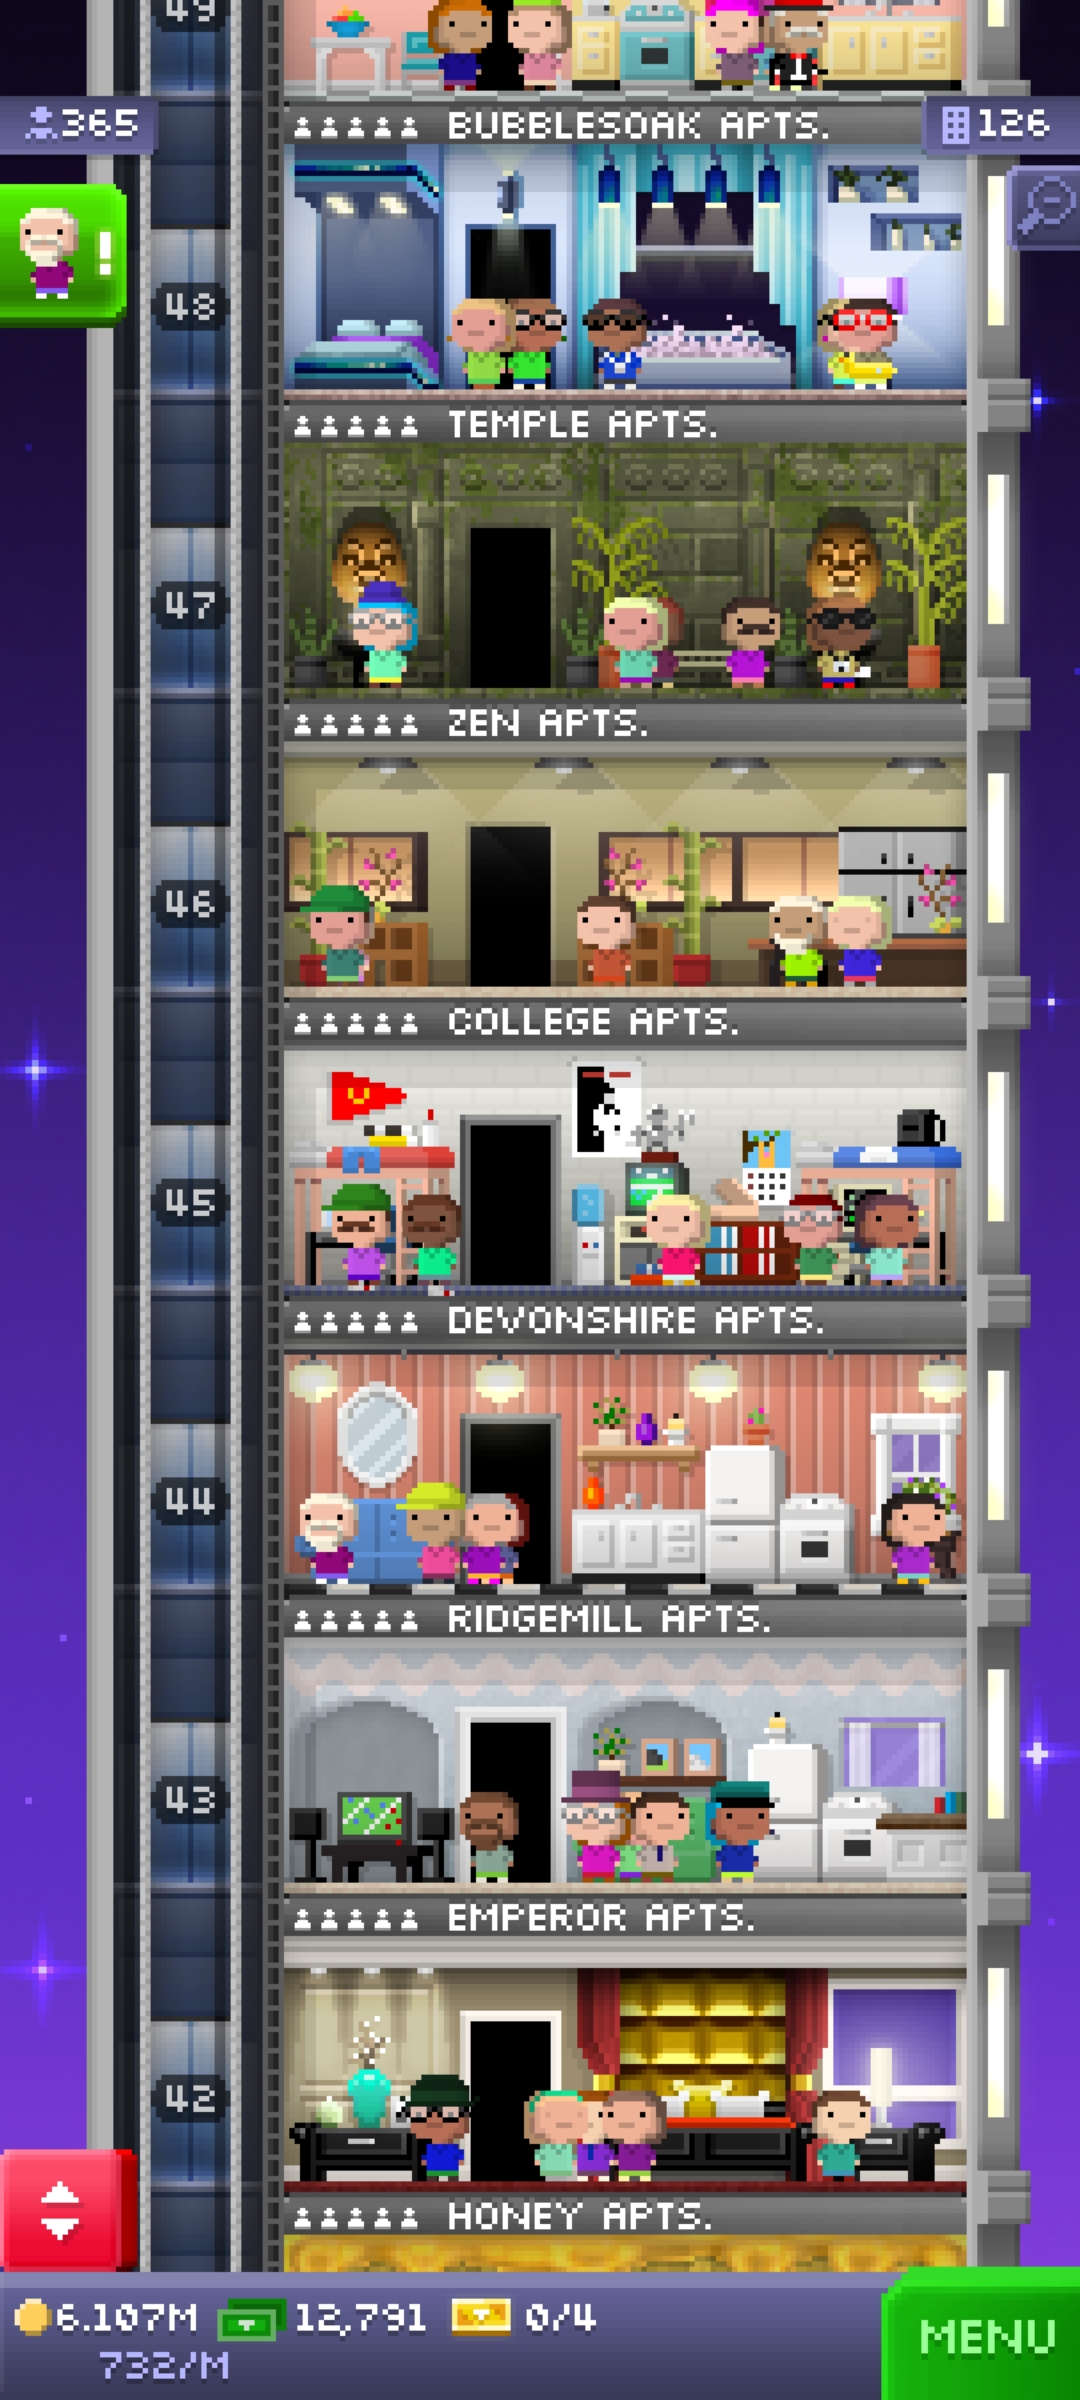 49
365
BUBBLESOAK APTS.
126
!
48
TEMPLE APTS.
47
ZEN APTS.
46
COLLEGE APTS.
45
DEVONSHIRE APTS.
44
RIDGEMILL APTS.
43
EMPEROR APTS.
42
HONEY APTS.
6.107M 12,791 0/4
732/M
MENU